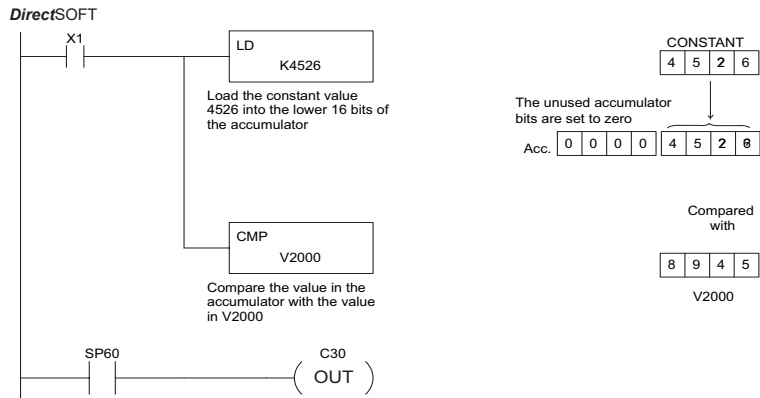 DirectSOFT
X1
LD
K4526
Load the constant value
4526 into the lower 16 bits of
the accumulator
CONSTANT
4 5 2 6
The unused accumulator
bits are set to zero
Acc. 0 0 0 0 4 5 2 6
CMP
V2000
Compare the value in the
accumulator with the value
in V2000
Compared
with
8 9 4 5
V2000
SP60
C30
OUT